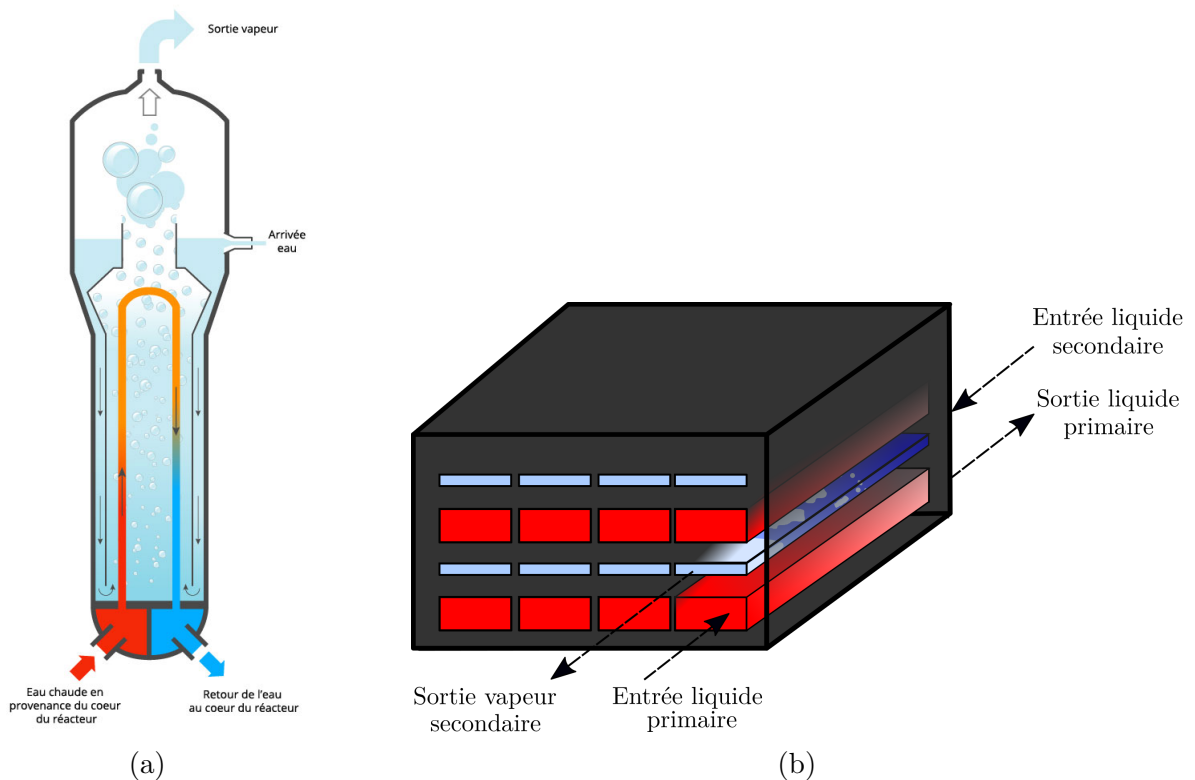 Sortie vapeur
Arrivée
eau
Eau chaude en
provenance du coeur
du réacteur
Retour de l'eau
au coeur du réacteur
(a)
Entrée liquide
secondaire
Sortie liquide
primaire
Sortie vapeur
secondaire
Entrée liquide
primaire
(b)